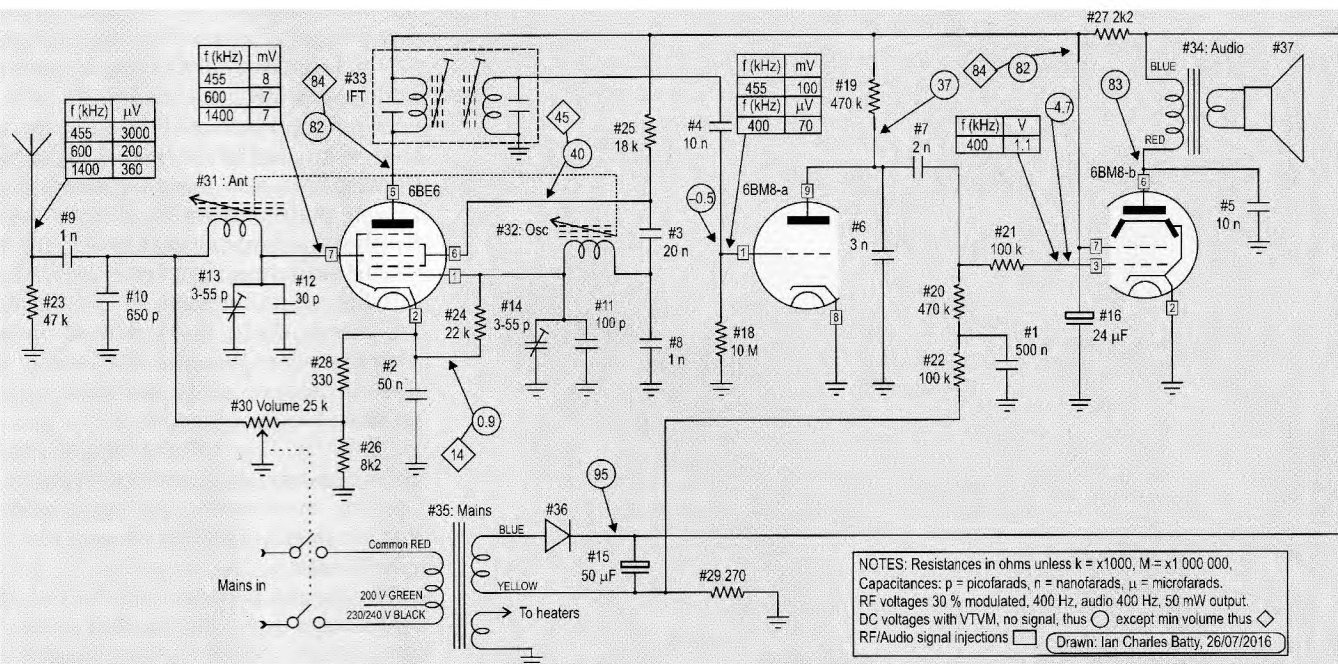 #27 2k2
#34: Audio
#37
f (kHz) mV
455 8
600 7
1400 7
84
#33
IFT
f (kHz) mV
455 100
f (kHz) µV
400 70
#19
470 k
84
82
BLUE
37
-4.7
83
f (kHz) µV
455 3000
600 200
1400 360
82
45
40
#25
18 k
#4
10 n
#7
2 n
f (kHz) V
400 1.1
RED
#31 : Ant
5
6BE6
6BM8-a
9
6BM8-b
6
-0.5
#9
1 n
#32: Osc
#3
20 n
#6
3 n
#21
100 k
#5
10 n
7
6
1
1
7
3
#13
3-55 p
#12
30 p
#23
47 k
#10
650 p
2
#24
22 k
#14
3-55 p
#11
100 p
#8
1 n
#18
10 M
8
#20
470 k
#16
24 µF
2
#28
330
#2
50 n
#22
100 k
#1
500 n
#30 Volume 25 k
0.9
#26
8k2
14
95
#35: Mains
#36
BLUE
Common RED
#15
50 µF
Mains in
YELLOW
#29 270
200 V GREEN
230/240 V BLACK
To heaters
NOTES: Resistances in ohms unless k = x1000, M = x1 000 000,
Capacitances: p = picofarads, n = nanofarads, µ = microfarads.
RF voltages 30 % modulated, 400 Hz, audio 400 Hz, 50 mW output.
DC voltages with VTVM, no signal, thus except min volume thus
RF/Audio signal injections
Drawn: Ian Charles Batty, 26/07/2016